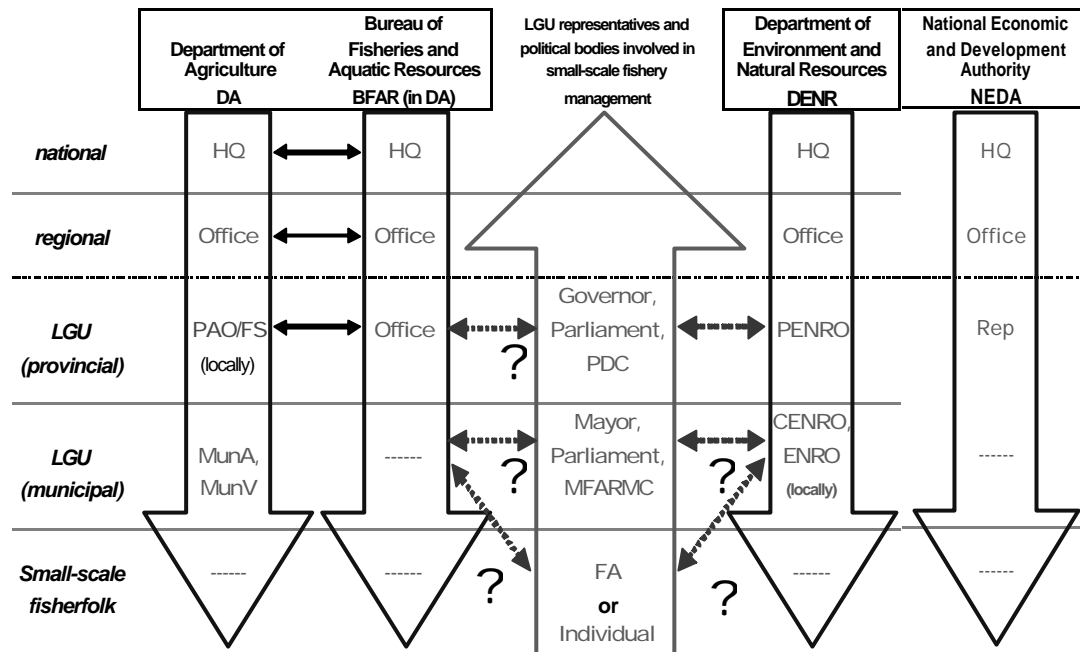 Department of
Agriculture
DA
Bureau of
Fisheries and
Aquatic Resources
BFAR (in DA)
LGU representatives and
political bodies involved in
small-scale fishery
management
Department of
Environment and
Natural Resources
DENR
National Economic
and Development
Authority
NEDA
national
HQ
HQ
HQ
HQ
regional
Office
Office
Office
Office
LGU
(provincial)
PAO/FS
(locally)
Office
?
Governor,
Parliament,
PDC
PENRO
Rep
LGU
(municipal)
MunA,
MunV
------
?
Mayor,
Parliament,
MFARMC
?
CENRO,
ENRO
(locally)
------
Small-scale
fisherfolk
------
------
?
FA
or
Individual
?
------
------